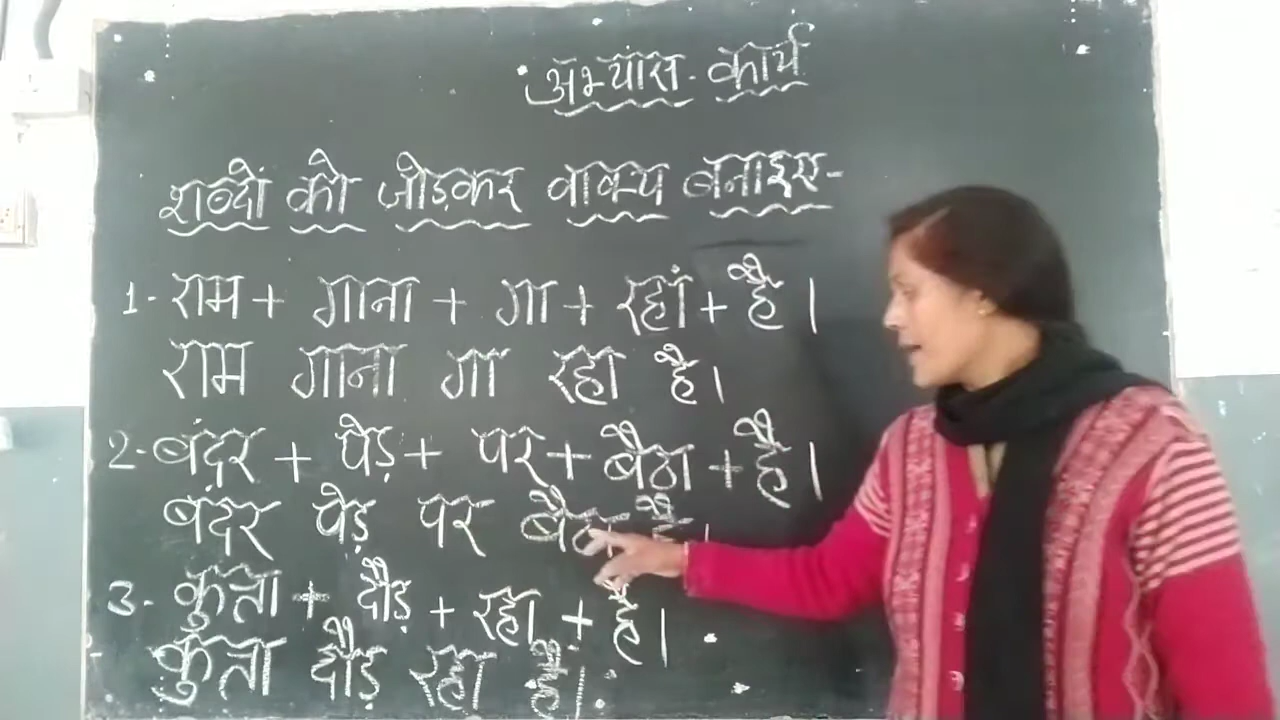 अभ्यास-कार्य
शब्दों को जोड़कर वाक्य बनाइए-
1- राम + गाना + गा + रहां + है।
राम गाना गा रहा है।
2- बंदर + पेड़ + पर + बैठा + है।
बंदर पेड़ पर बैठा है।
3- कुत्ता + दौड़ + रहा + है।
कुत्ता दौड़ रहा है।